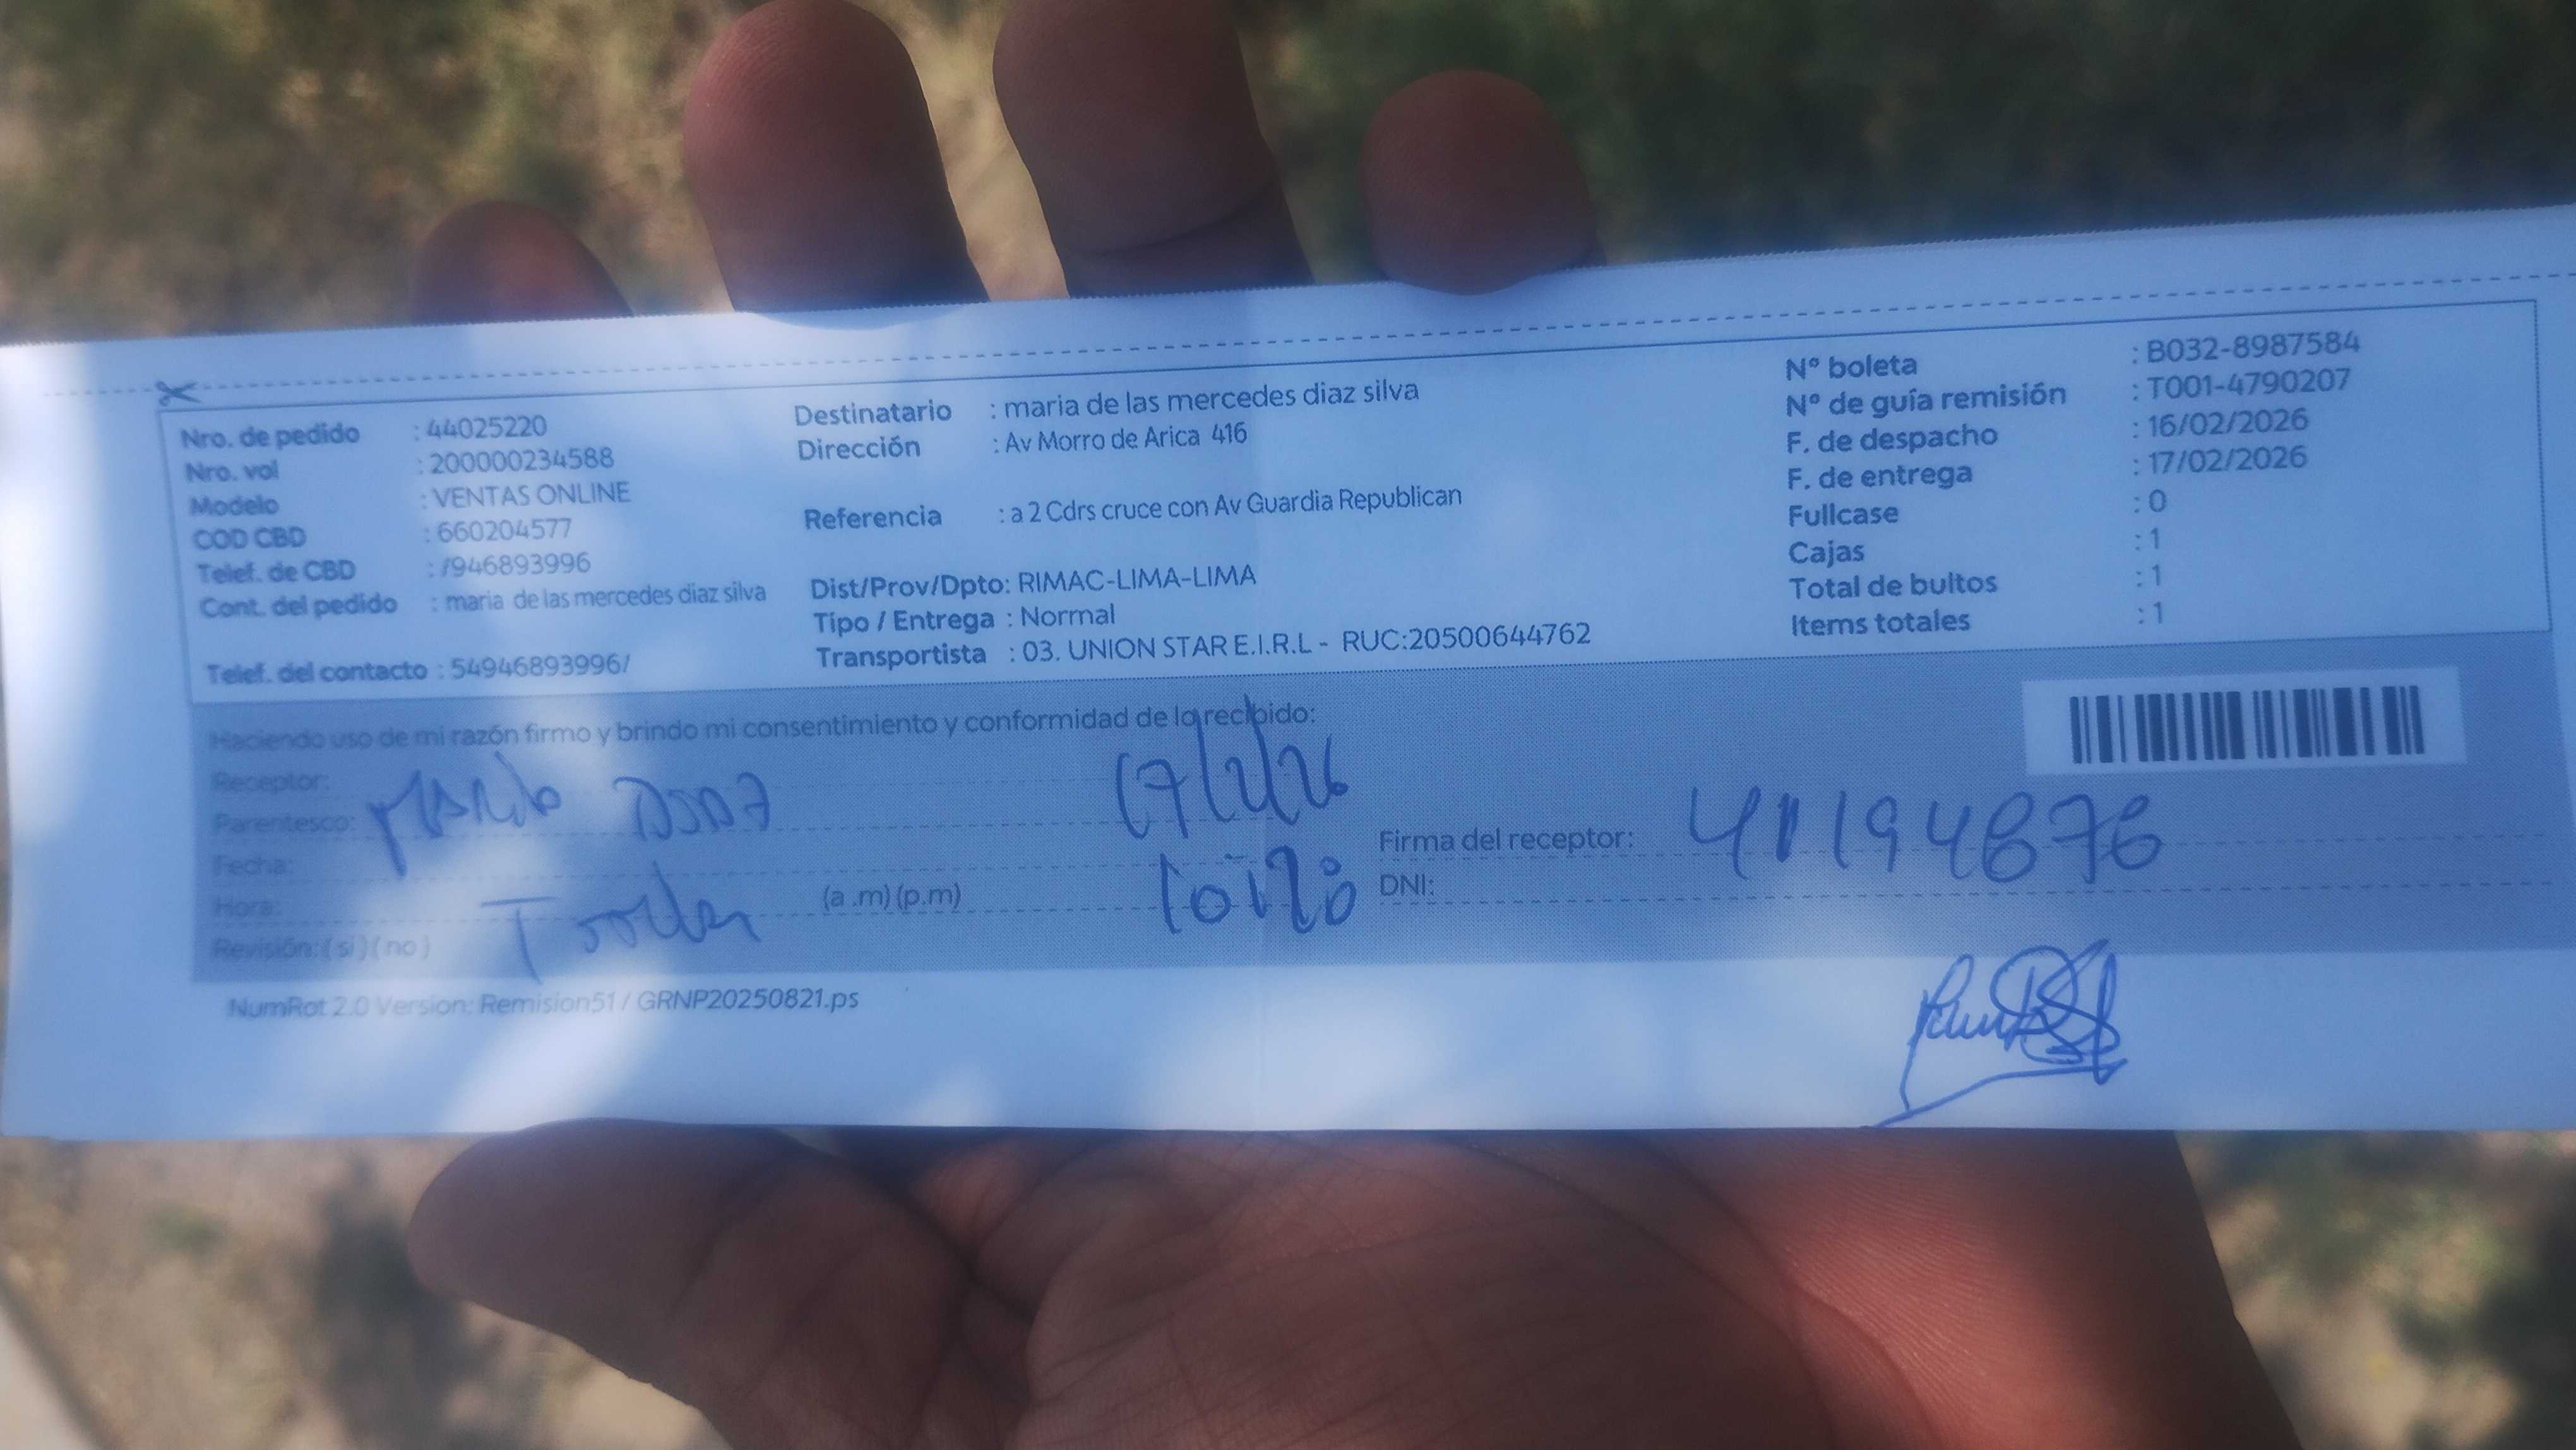 Nro. de pedido : 44025220
Nro. vol : 200000234588
Modelo : VENTAS ONLINE
COD CBD : 660204577
Telef. de CBD : /946893996
Cont. del pedido : maria de las mercedes diaz silva
Telef. del contacto : 54946893996/
Destinatario : maria de las mercedes diaz silva
Dirección : Av Morro de Arica 416
Referencia : a 2 Cdrs cruce con Av Guardia Republican
Dist/Prov/Dpto: RIMAC-LIMA-LIMA
Tipo / Entrega : Normal
Transportista : 03. UNION STAR E.I.R.L - RUC:20500644762
N° boleta : B032-8987584
N° de guía remisión : T001-4790207
F. de despacho : 16/02/2026
F. de entrega : 17/02/2026
Fullcase : 0
Cajas : 1
Total de bultos : 1
Items totales : 1
Haciendo uso de mi razón firmo y brindo mi consentimiento y conformidad de lo recibido:
Receptor:
Parentesco:
17/2/26
Fecha:
Hora: (a .m) (p.m)
Revisión: ( si ) ( no )
Firma del receptor: 41194876
DNI:
NumRot 2.0 Version: Remision51 / GRNP20250821.ps